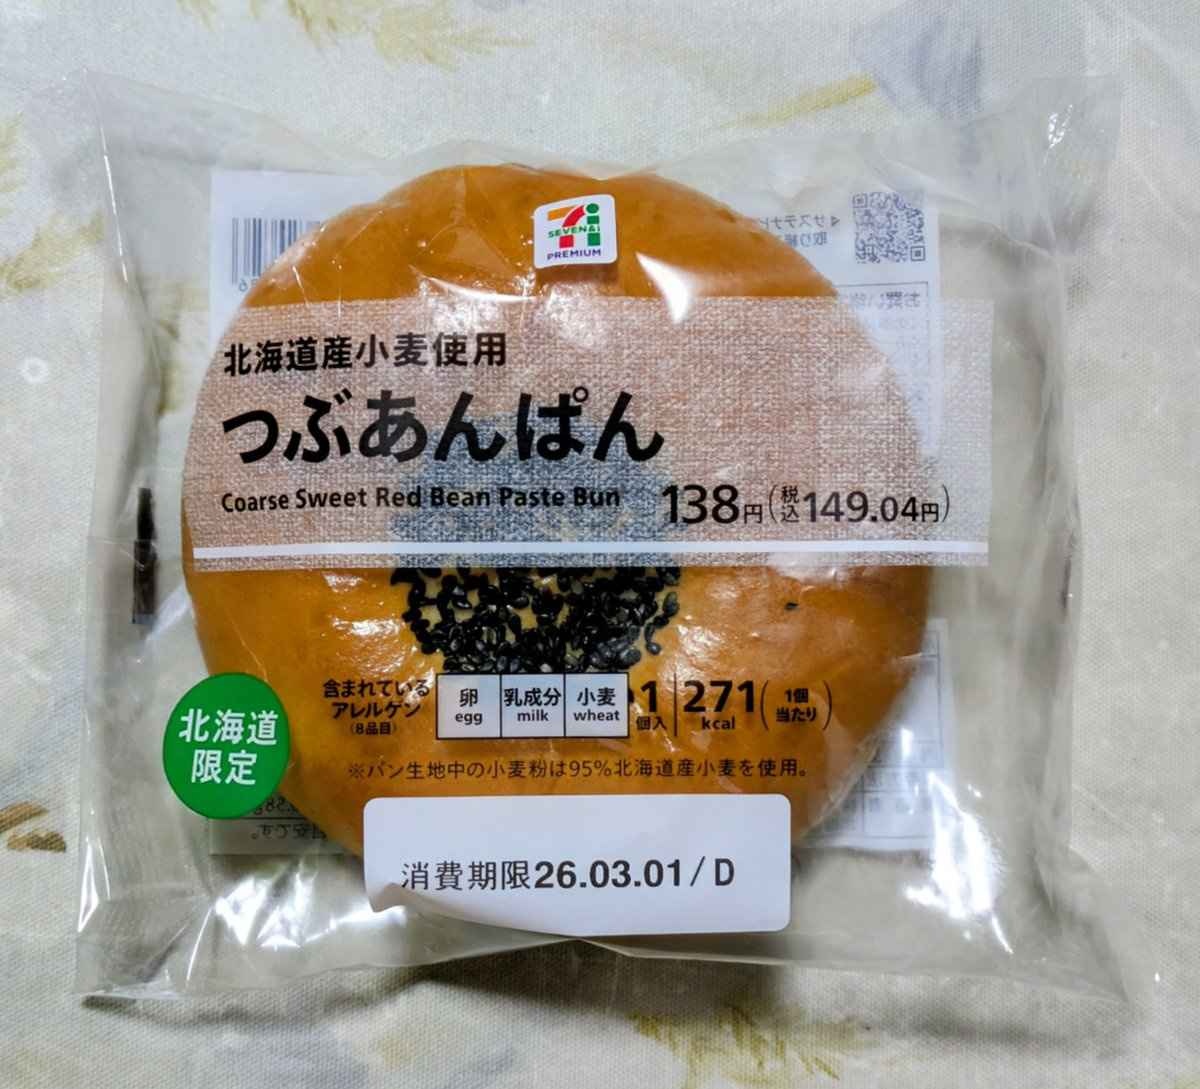 SEVEN&i
PREMIUM
北海道産小麦使用
つぶあんぱん
Coarse Sweet Red Bean Paste Bun
138円(税込149.04円)
北海道
限定
含まれている
アレルゲン
(8品目)
卵 乳成分 小麦
egg milk wheat
1個入
271kcal(1個当たり)
※パン生地中の小麦粉は95%北海道産小麦を使用。
消費期限26.03.01/D